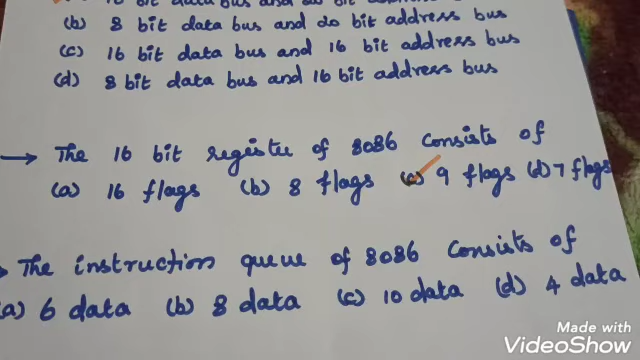 (b) 8 bit data bus and 20 bit address bus
(c) 16 bit data bus and 16 bit address bus
(d) 8 bit data bus and 16 bit address bus
→ The 16 bit registee of 8086 consists of
(a) 16 flags (b) 8 flags (c) 9 flags (d) 7 flags
The instruction queue of 8086 consists of
(a) 6 data (b) 8 data (c) 10 data (d) 4 data
Made with
VideoShow